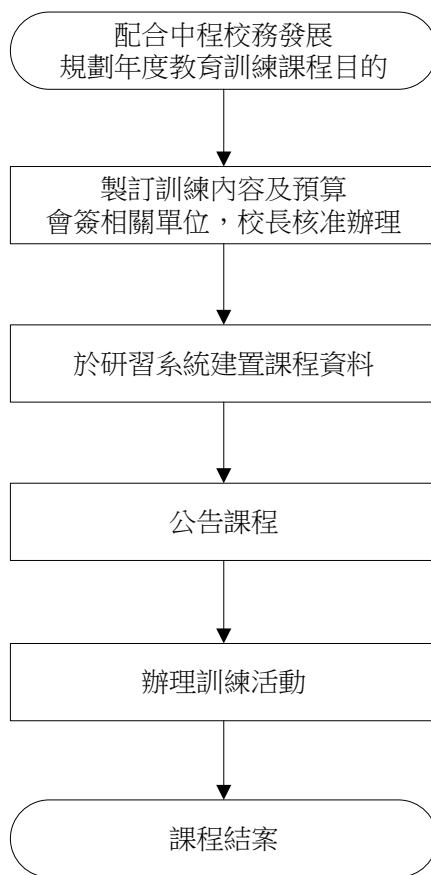 配合中程校務發展
規劃年度教育訓練課程目的
製訂訓練內容及預算
會簽相關單位，校長核准辦理
於研習系統建置課程資料
公告課程
辦理訓練活動
課程結案